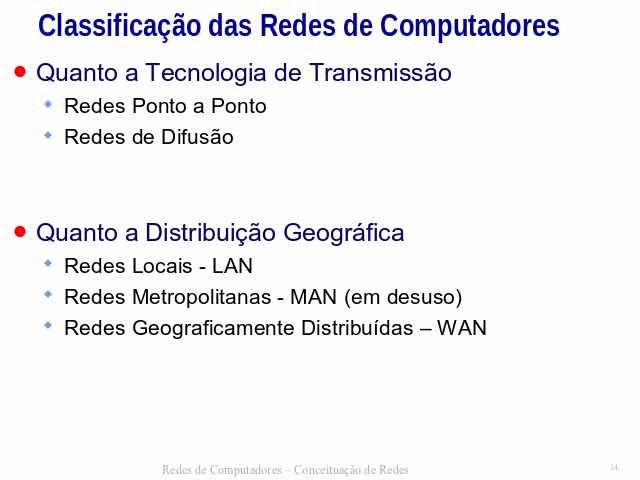 Classificação das Redes de Computadores
Quanto a Tecnologia de Transmissão
Redes Ponto a Ponto
Redes de Difusão
Quanto a Distribuição Geográfica
Redes Locais - LAN
Redes Metropolitanas - MAN (em desuso)
Redes Geograficamente Distribuídas – WAN
Redes de Computadores – Conceituação de Redes
14